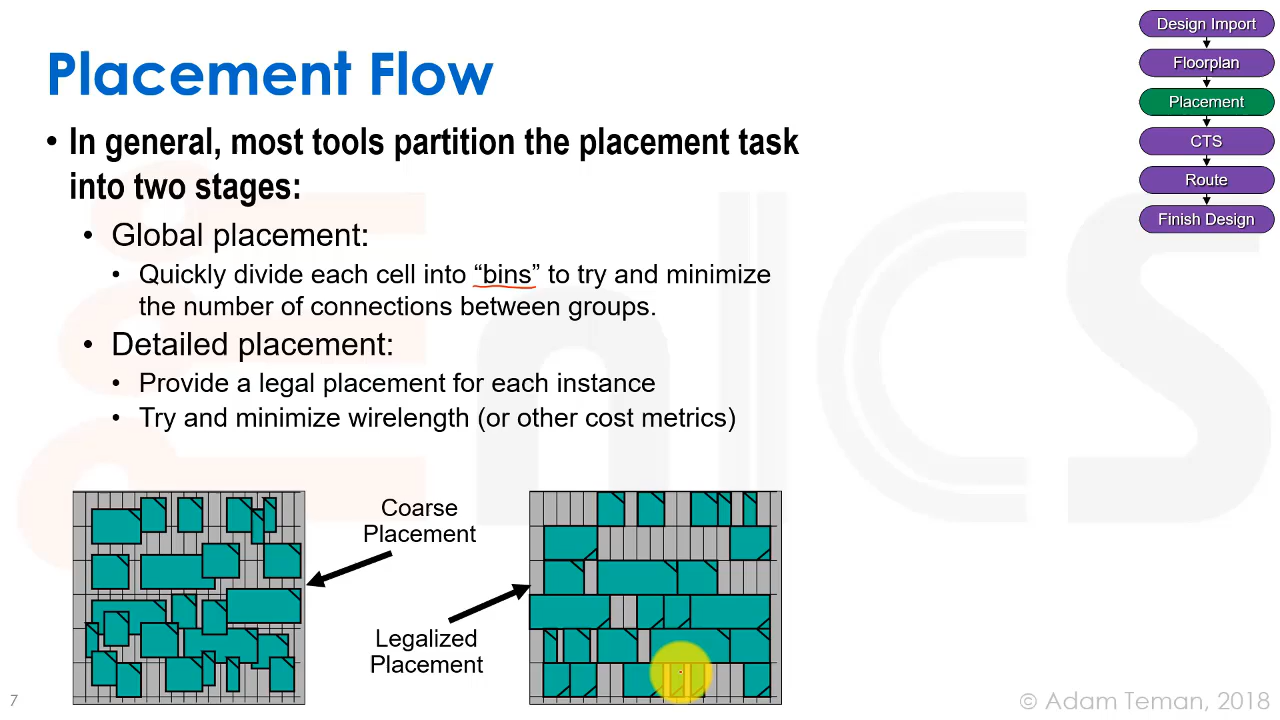 Placement Flow
• In general, most tools partition the placement task
into two stages:
• Global placement:
• Quickly divide each cell into “bins” to try and minimize
the number of connections between groups.
• Detailed placement:
• Provide a legal placement for each instance
• Try and minimize wirelength (or other cost metrics)
Coarse
Placement
Legalized
Placement
Design Import
Floorplan
Placement
CTS
Route
Finish Design
EnICS
7
© Adam Teman, 2018